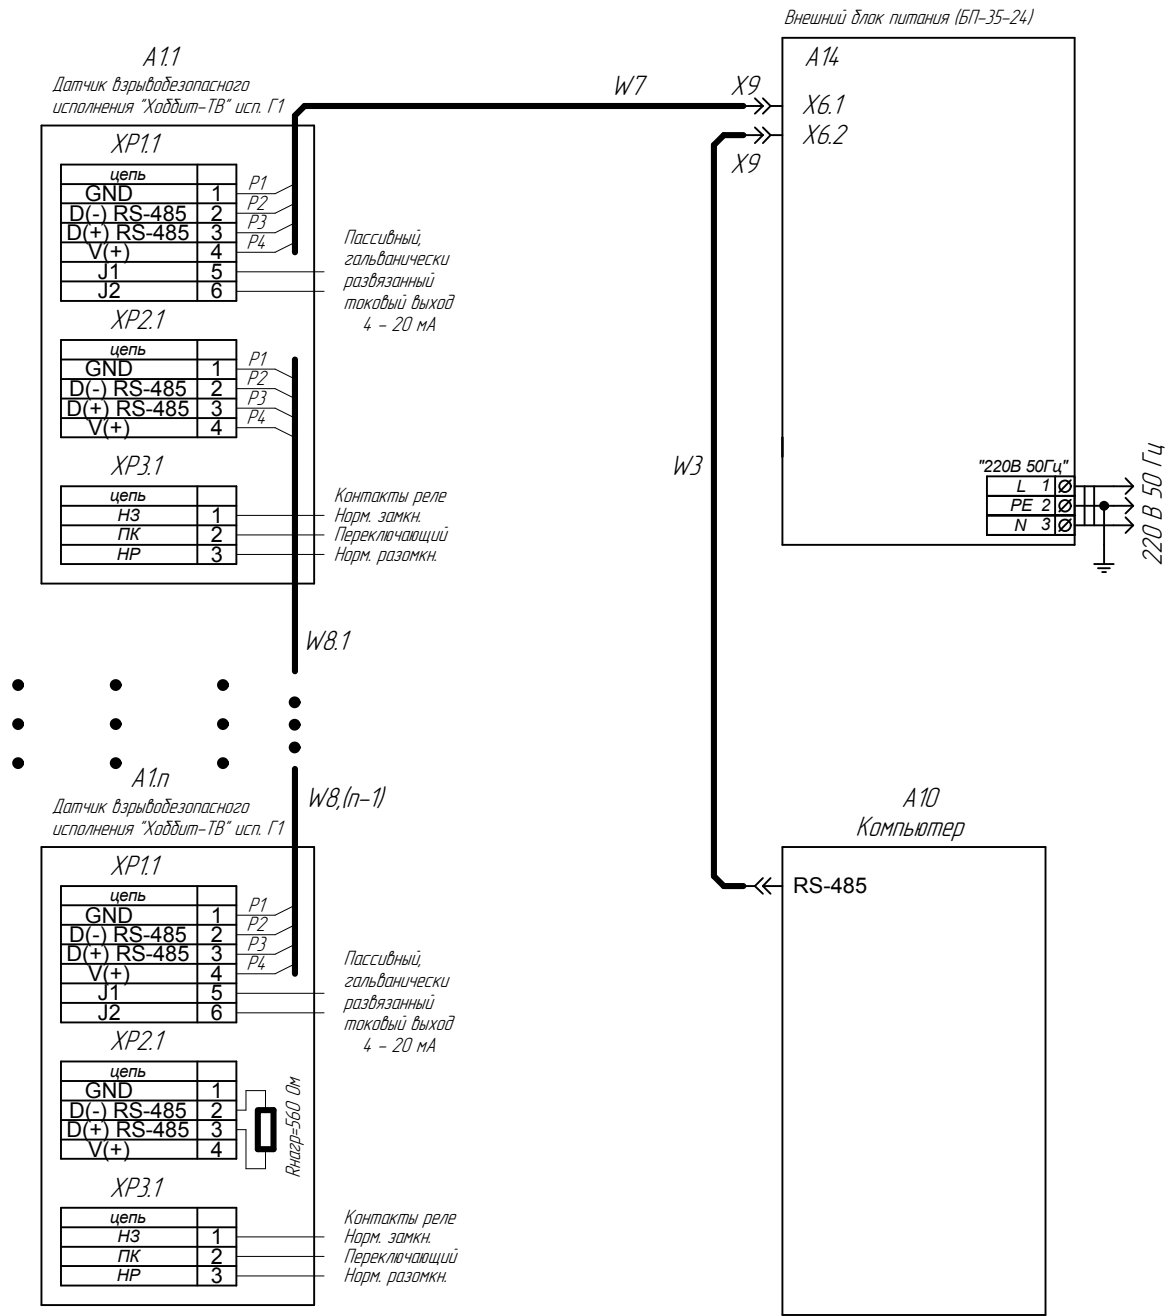 Внешний блок питания (БП-35-24)
А1.1
Датчик взрывобезопасного
исполнения "Хоббит-ТВ" исп. Г1
W7
X9
А14
X6.1
X6.2
X9
XP1.1
цепь
GND 1 P1
D(-) RS-485 2 P2
D(+) RS-485 3 P3
V(+) 4 P4
J1 5
J2 6
Пассивный,
гальванически
развязанный
токовый выход
4 - 20 мА
XP2.1
цепь
GND 1 P1
D(-) RS-485 2 P2
D(+) RS-485 3 P3
V(+) 4 P4
W3
"220В 50Гц"
L 1
PE 2
N 3
220 В 50 Гц
XP3.1
цепь
НЗ 1
ПК 2
НР 3
Контакты реле
Норм. замкн.
Переключающий
Норм. разомкн.
W8.1
А1.п
Датчик взрывобезопасного
исполнения "Хоббит-ТВ" исп. Г1
W8,(п-1)
А10
Компьютер
RS-485
XP1.1
цепь
GND 1 P1
D(-) RS-485 2 P2
D(+) RS-485 3 P3
V(+) 4 P4
J1 5
J2 6
Пассивный,
гальванически
развязанный
токовый выход
4 - 20 мА
XP2.1
цепь
GND 1
D(-) RS-485 2
D(+) RS-485 3
V(+) 4
Rнагр=560 Ом
XP3.1
цепь
НЗ 1
ПК 2
НР 3
Контакты реле
Норм. замкн.
Переключающий
Норм. разомкн.